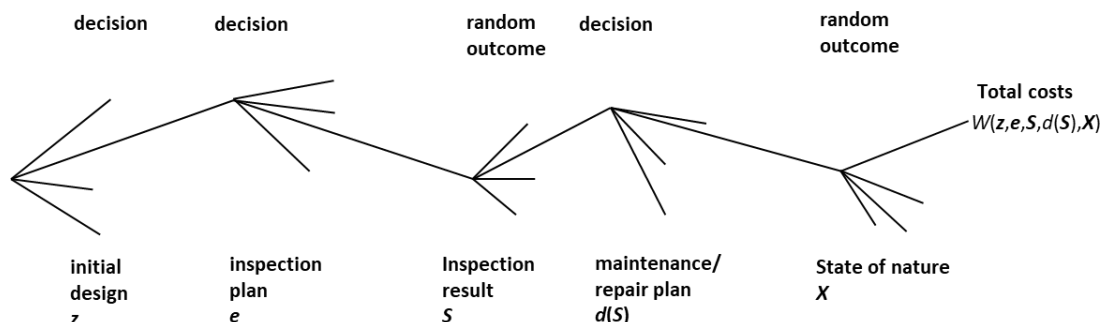 decision
decision
random
outcome
decision
random
outcome
Total costs
W(z,e,S,d(S),X)
initial
design
z
inspection
plan
e
Inspection
result
S
maintenance/
repair plan
d(S)
State of nature
X